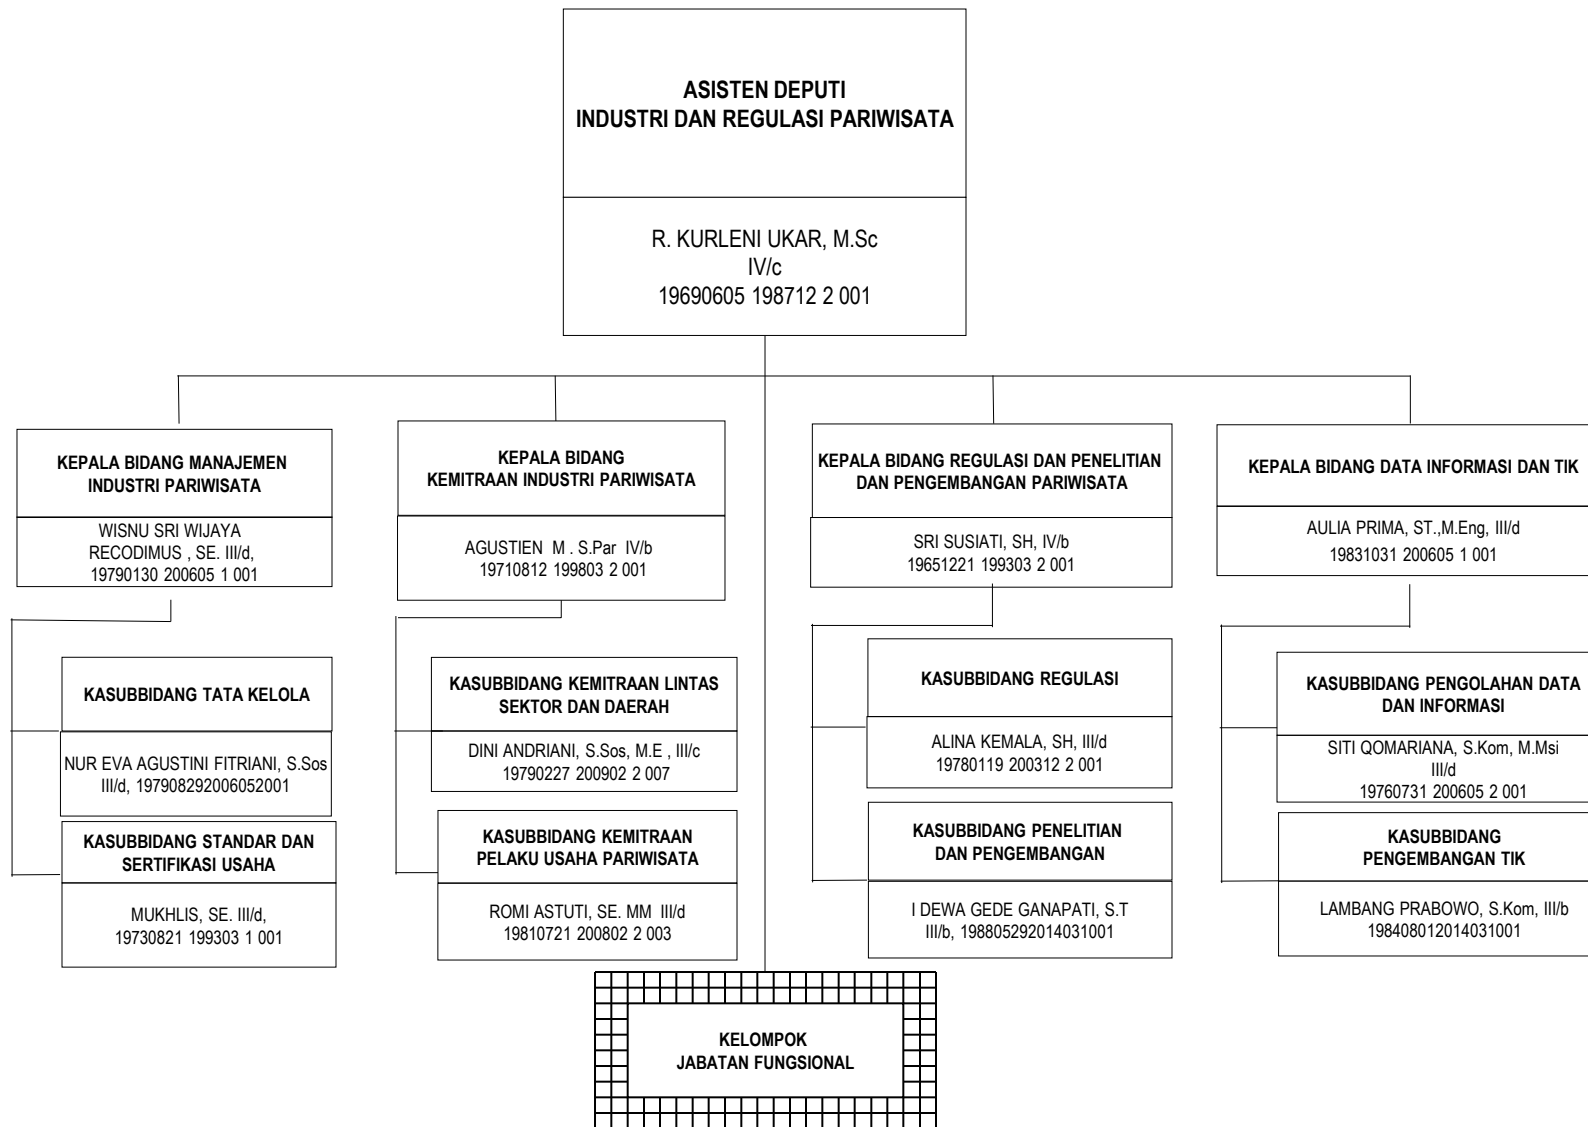 ASISTEN DEPUTI
INDUSTRI DAN REGULASI PARIWISATA
R. KURLENI UKAR, M.Sc
IV/c
19690605 198712 2 001
KEPALA BIDANG MANAJEMEN
INDUSTRI PARIWISATA
WISNU SRI WIJAYA
RECODIMUS , SE. III/d,
19790130 200605 1 001
KEPALA BIDANG
KEMITRAAN INDUSTRI PARIWISATA
AGUSTIEN M . S.Par IV/b
19710812 199803 2 001
KEPALA BIDANG REGULASI DAN PENELITIAN
DAN PENGEMBANGAN PARIWISATA
SRI SUSIATI, SH, IV/b
19651221 199303 2 001
KEPALA BIDANG DATA INFORMASI DAN TIK
AULIA PRIMA, ST.,M.Eng, III/d
19831031 200605 1 001
KASUBBIDANG TATA KELOLA
NUR EVA AGUSTINI FITRIANI, S.Sos
III/d, 197908292006052001
KASUBBIDANG STANDAR DAN
SERTIFIKASI USAHA
MUKHLIS, SE. III/d,
19730821 199303 1 001
KASUBBIDANG KEMITRAAN LINTAS
SEKTOR DAN DAERAH
DINI ANDRIANI, S.Sos, M.E , III/c
19790227 200902 2 007
KASUBBIDANG KEMITRAAN
PELAKU USAHA PARIWISATA
ROMI ASTUTI, SE. MM III/d
19810721 200802 2 003
KASUBBIDANG REGULASI
ALINA KEMALA, SH, III/d
19780119 200312 2 001
KASUBBIDANG PENELITIAN
DAN PENGEMBANGAN
I DEWA GEDE GANAPATI, S.T
III/b, 198805292014031001
KASUBBIDANG PENGOLAHAN DATA
DAN INFORMASI
SITI QOMARIANA, S.Kom, M.Msi
III/d
19760731 200605 2 001
KASUBBIDANG
PENGEMBANGAN TIK
LAMBANG PRABOWO, S.Kom, III/b
198408012014031001
KELOMPOK
JABATAN FUNGSIONAL